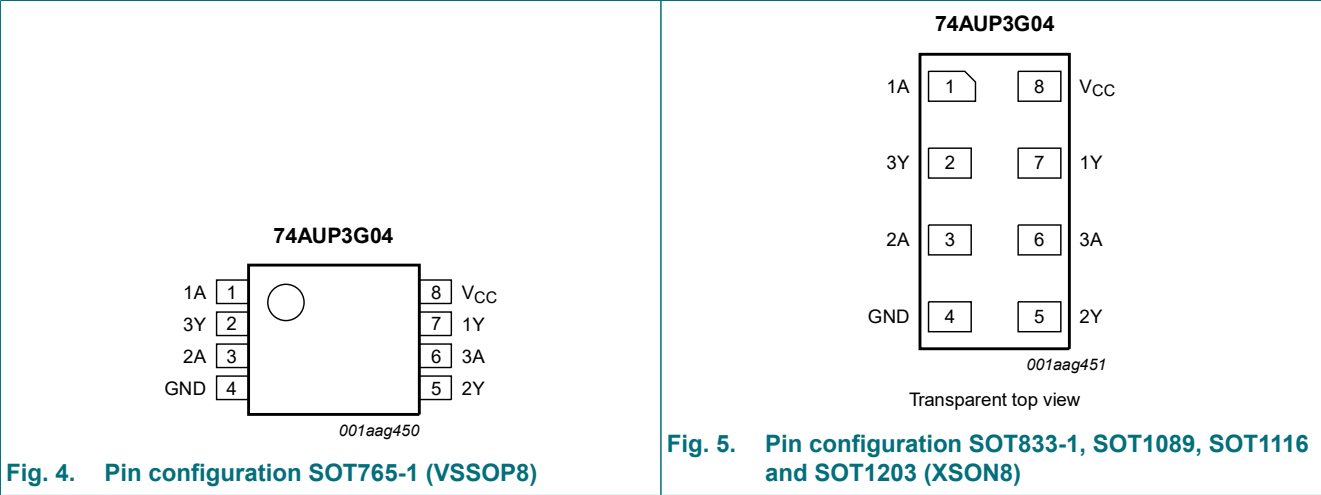 74AUP3G04
1A 1 8 VCC
3Y 2 7 1Y
2A 3 6 3A
GND 4 5 2Y
001aag450
Fig. 4. Pin configuration SOT765-1 (VSSOP8)
74AUP3G04
1A 1 8 VCC
3Y 2 7 1Y
2A 3 6 3A
GND 4 5 2Y
001aag451
Transparent top view
Fig. 5. Pin configuration SOT833-1, SOT1089, SOT1116
and SOT1203 (XSON8)